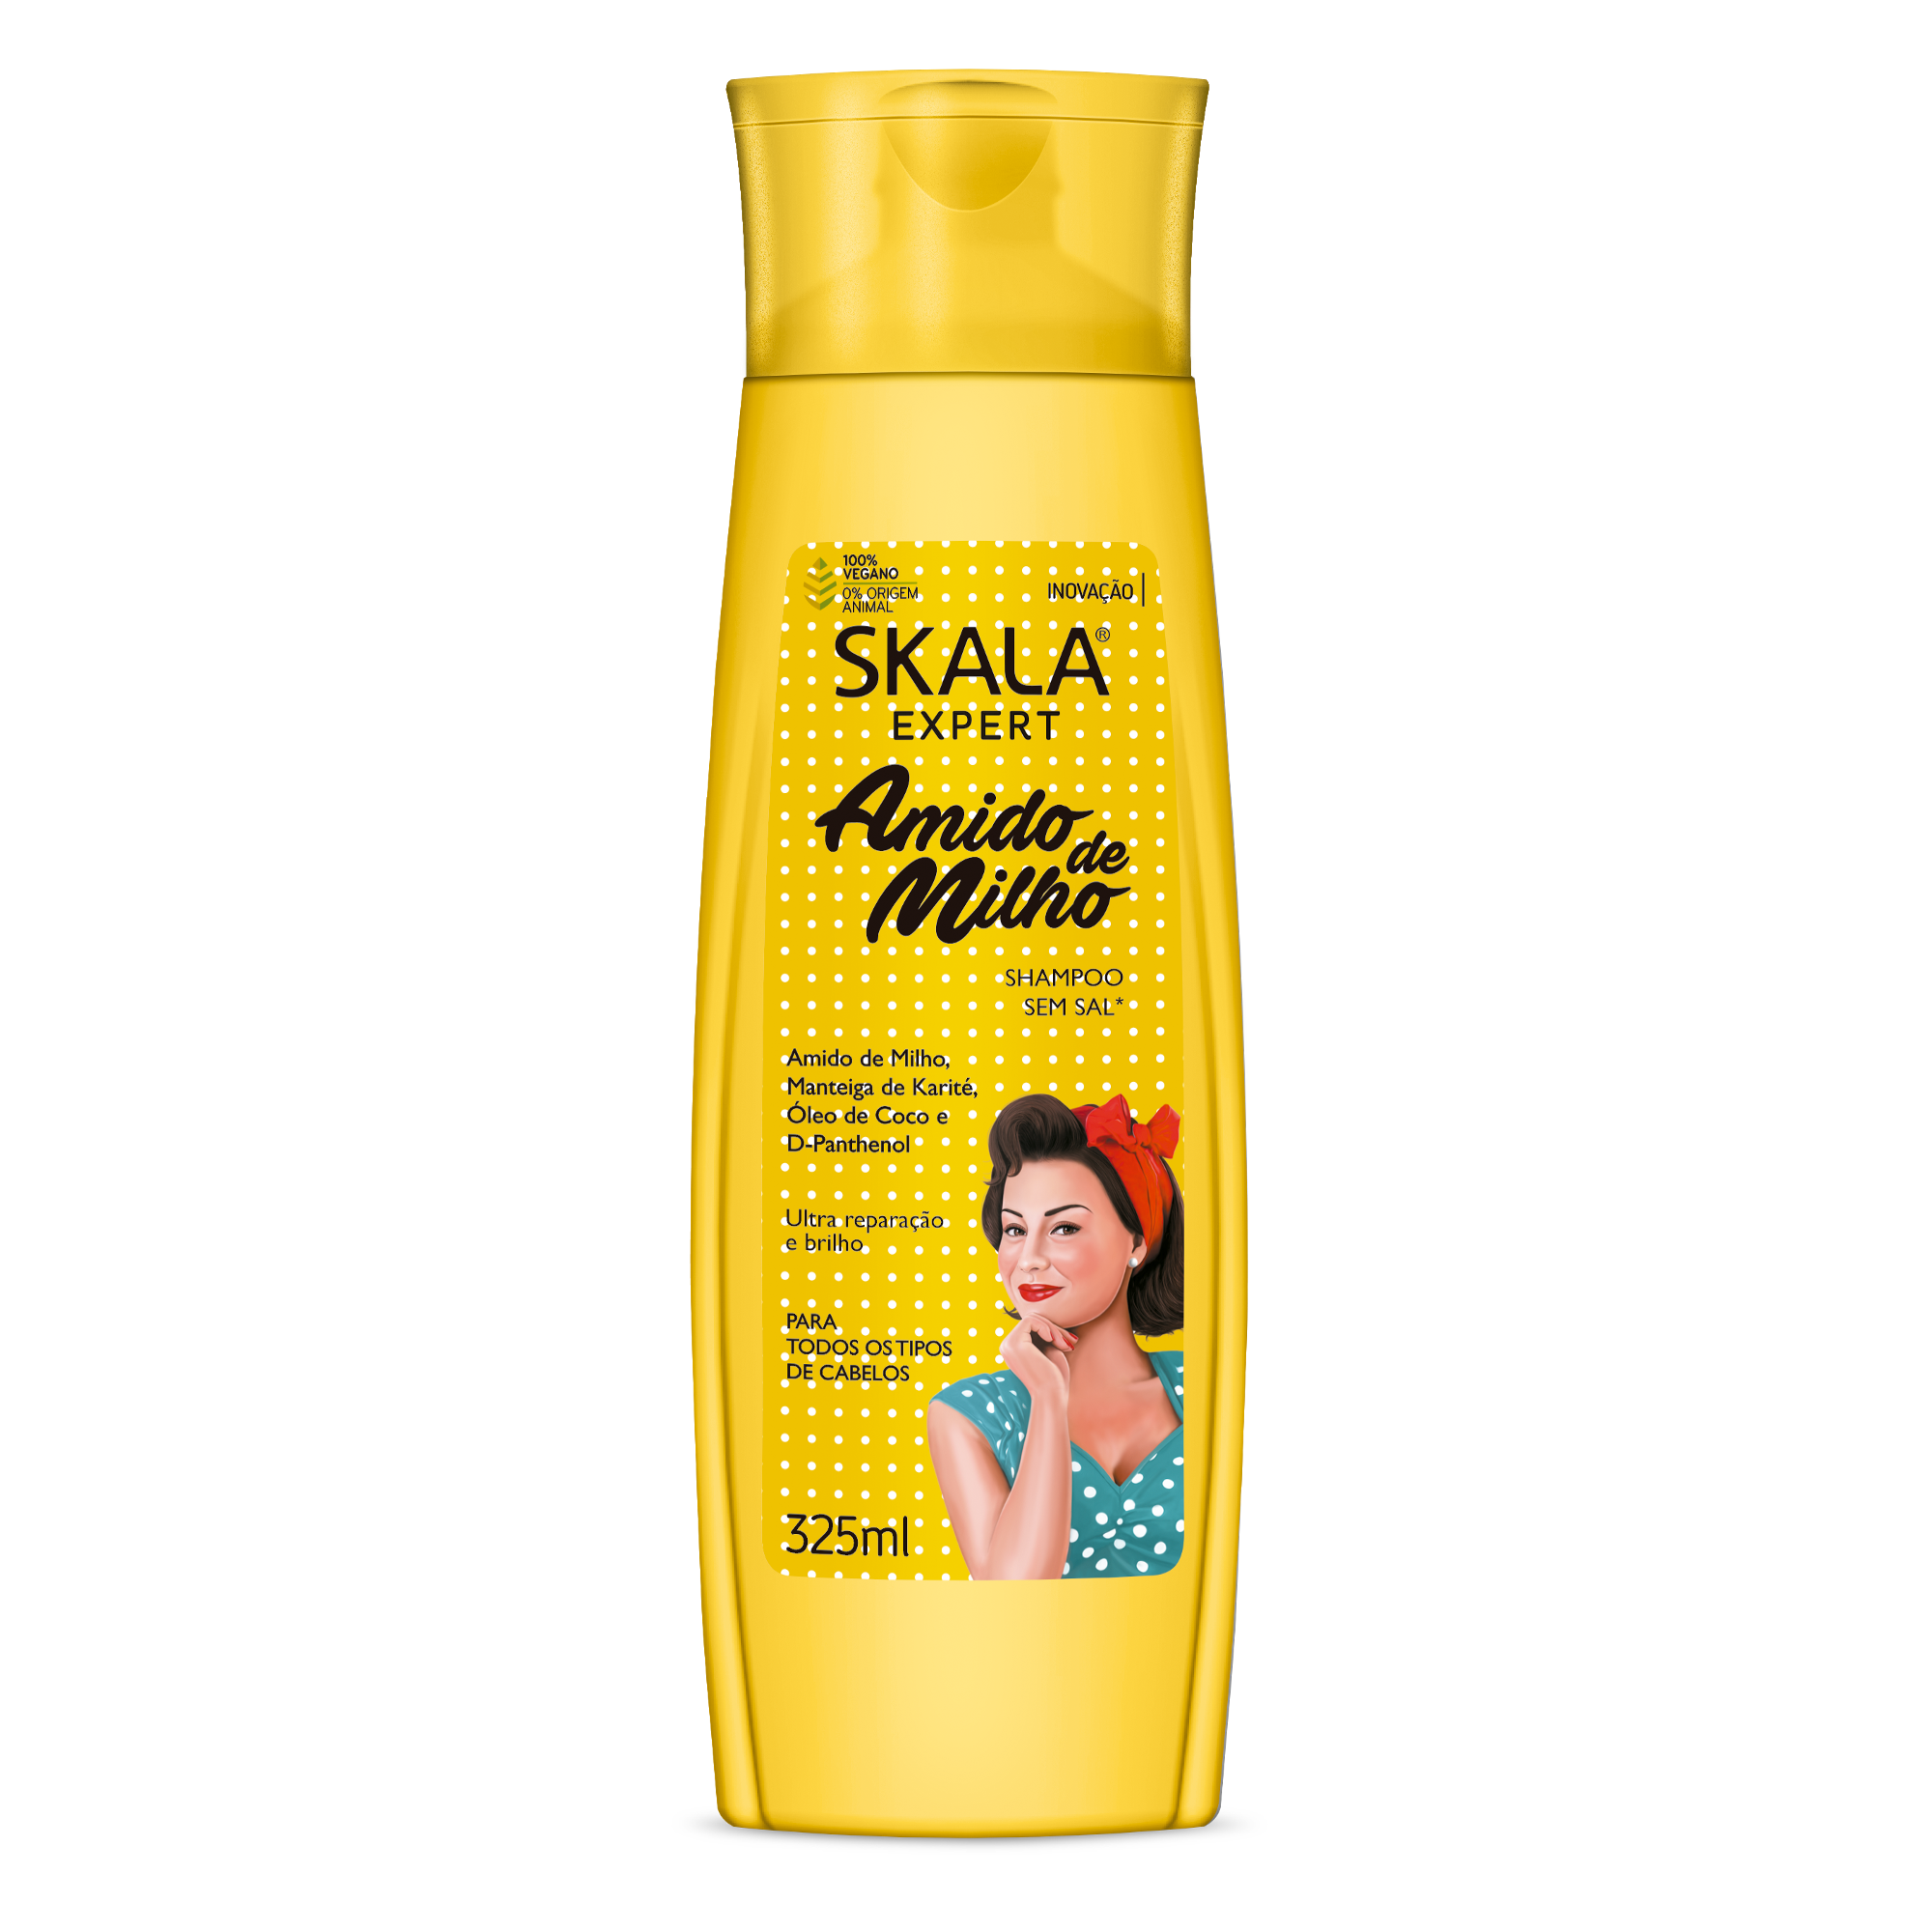 100%
VEGANO
0% ORIGEM
ANIMAL
INOVAÇÃO
SKALA®
EXPERT
Amido de
Milho
SHAMPOO
SEM SAL*
Amido de Milho,
Manteiga de Karité,
Óleo de Coco e
D-Panthenol
Ultra reparação
e brilho
PARA
TODOS OS TIPOS
DE CABELOS
325ml